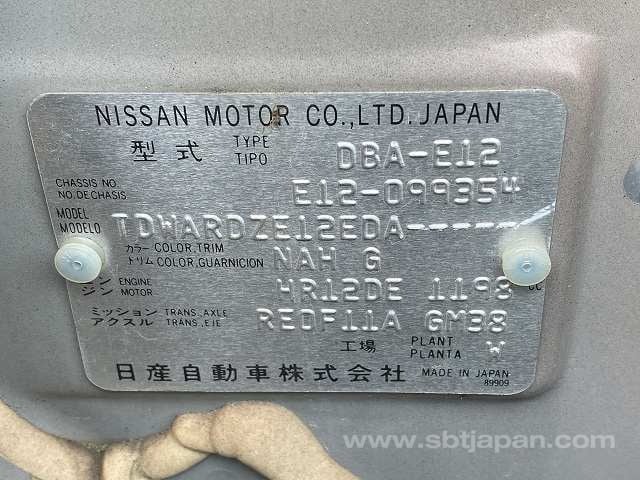 NISSAN MOTOR CO.,LTD. JAPAN
型式 TYPE TIPO DBA-E12
CHASSIS NO. NO.DE CHASIS E12-099354*
MODEL MODELO TDWARDZE12EDA-----
カラー トリム COLOR,TRIM COLOR,GUARNICION NAH G
ン ジン ENGINE MOTOR HR12DE 1198 CC
ミッション アクスル TRANS.,AXLE TRANS.,EJE RE0F11A GM38
工場 PLANT PLANTA W
日産自動車株式会社 MADE IN JAPAN
89909
www.sbtjapan.com